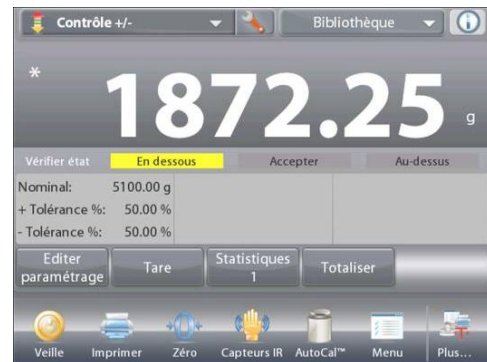 Contrôle +/-
Bibliothèque
i
* 1872.25 g
Vérifier état En dessous Accepter Au-dessus
Nominal: 5100.00 g
+ Tolérance %: 50.00 %
- Tolérance %: 50.00 %
Editer paramétrage
Tare
Statistiques 1
Totaliser
Veille Imprimer Zéro Capteurs IR AutoCal™ Menu Plus...